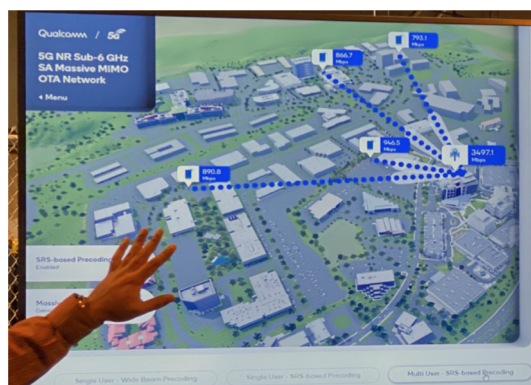 Qualcomm / 5G
5G NR Sub-6 GHz
SA Massive MIMO
OTA Network
Menu
793.1
Mbps
866.7
Mbps
946.5
Mbps
3497.1
Mbps
890.8
Mbps
SRS-based Precoding
Enabled
Massive
Single User - Wide Beam Precoding
Single User - SRS-based Precoding
Multi User - SRS-based Precoding